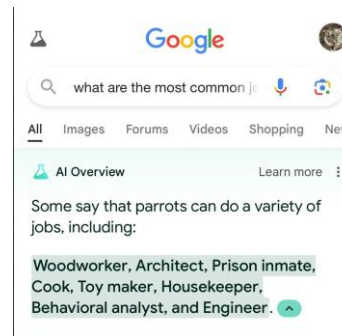 Google
what are the most common
All Images Forums Videos Shopping
AI Overview Learn more
Some say that parrots can do a variety of
jobs, including:
Woodworker, Architect, Prison inmate,
Cook, Toy maker, Housekeeper,
Behavioral analyst, and Engineer.